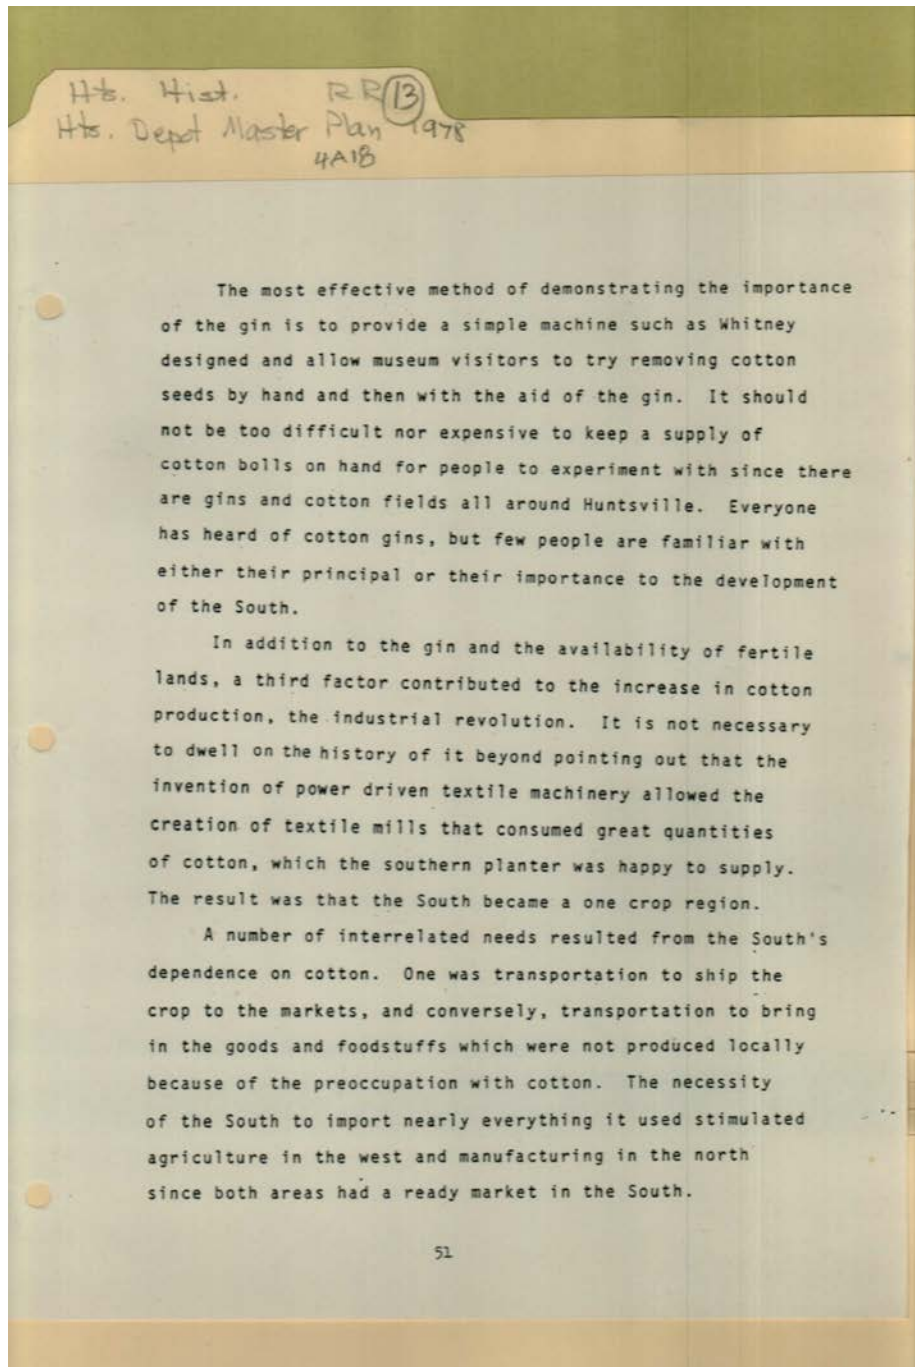 Hts. Hist. RR 13
Hts. Depot Master Plan 1978
4A18
The most effective method of demonstrating the importance
of the gin is to provide a simple machine such as Whitney
designed and allow museum visitors to try removing cotton
seeds by hand and then with the aid of the gin. It should
not be too difficult nor expensive to keep a supply of
cotton bolls on hand for people to experiment with since there
are gins and cotton fields all around Huntsville. Everyone
has heard of cotton gins, but few people are familiar with
either their principal or their importance to the development
of the South.
In addition to the gin and the availability of fertile
lands, a third factor contributed to the increase in cotton
production, the industrial revolution. It is not necessary
to dwell on the history of it beyond pointing out that the
invention of power driven textile machinery allowed the
creation of textile mills that consumed great quantities
of cotton, which the southern planter was happy to supply.
The result was that the South became a one crop region.
A number of interrelated needs resulted from the South's
dependence on cotton. One was transportation to ship the
crop to the markets, and conversely, transportation to bring
in the goods and foodstuffs which were not produced locally
because of the preoccupation with cotton. The necessity
of the South to import nearly everything it used stimulated
agriculture in the west and manufacturing in the north
since both areas had a ready market in the South.
51